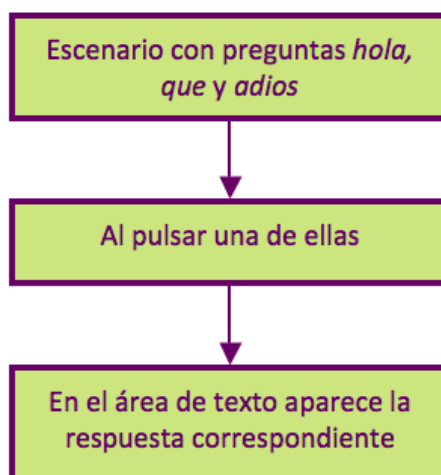 Escenario con preguntas hola,
que y adios
Al pulsar una de ellas
En el área de texto aparece la
respuesta correspondiente